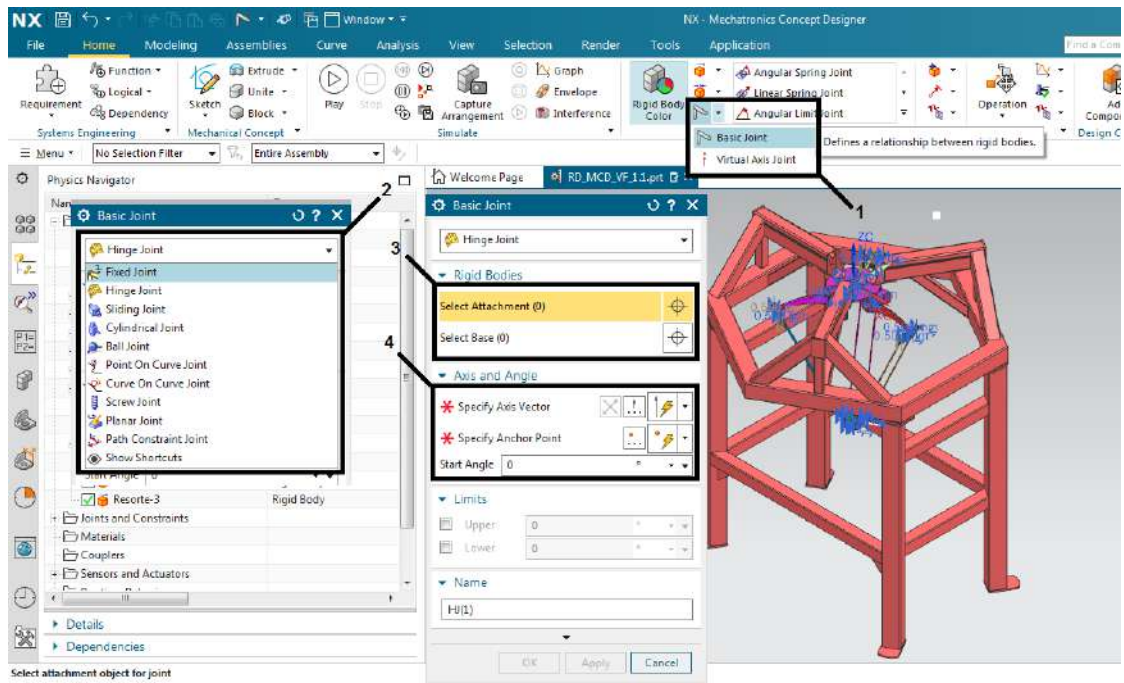 NX Window NX - Mechatronics Concept Designer
File Home Modeling Assemblies Curve Analysis View Selection Render Tools Application Find a Com
Function Extrude Graph Angular Spring Joint
Logical Unite Envelope Linear Spring Joint
Requirement Dependency Sketch Block Play Stop Capture Arrangement Interference Rigid Body Color Angular Limit Joint Operation Ad Compo
Systems Engineering Mechanical Concept Simulate Design C
Menu No Selection Filter Entire Assembly
Basic Joint
Virtual Axis Joint
Defines a relationship between rigid bodies.
1
Physics Navigator
Welcome Page RD_MCD_VF_1.1.prt
Nan
2
Basic Joint
Hinge Joint
Fixed Joint
Hinge Joint
Sliding Joint
Cylindrical Joint
Ball Joint
Point On Curve Joint
Curve On Curve Joint
Screw Joint
Planar Joint
Path Constraint Joint
Show Shortcuts
Start Angle 0
Resorte-3 Rigid Body
Joints and Constraints
Materials
Couplers
Sensors and Actuators
Details
Dependencies
Basic Joint
Hinge Joint
3
Rigid Bodies
Select Attachment (0)
Select Base (0)
4
Axis and Angle
Specify Axis Vector
Specify Anchor Point
Start Angle 0 °
Limits
Upper 0 °
Lower 0 °
Name
HJ(1)
OK Apply Cancel
ZC
Select attachment object for joint